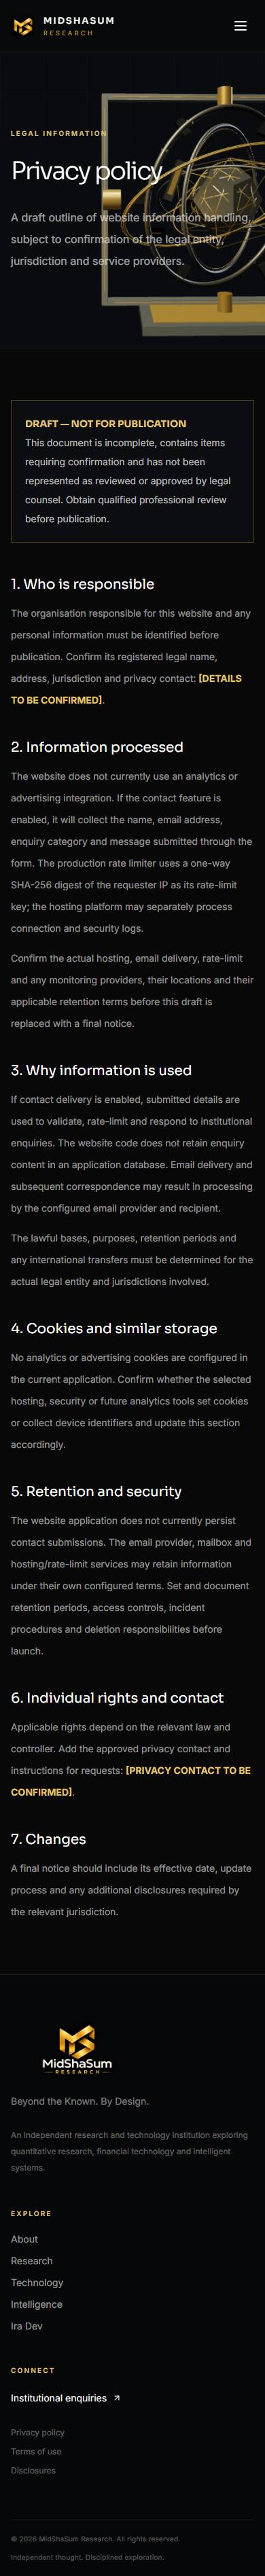 MIDSHASUM
RESEARCH
LEGAL INFORMATION
Privacy policy
A draft outline of website information handling,
subject to confirmation of the legal entity,
jurisdiction and service providers.
DRAFT — NOT FOR PUBLICATION
This document is incomplete, contains items
requiring confirmation and has not been
represented as reviewed or approved by legal
counsel. Obtain qualified professional review
before publication.
1. Who is responsible
The organisation responsible for this website and any
personal information must be identified before
publication. Confirm its registered legal name,
address, jurisdiction and privacy contact: [DETAILS
TO BE CONFIRMED].
2. Information processed
The website does not currently use an analytics or
advertising integration. If the contact feature is
enabled, it will collect the name, email address,
enquiry category and message submitted through the
form. The production rate limiter uses a one-way
SHA-256 digest of the requester IP as its rate-limit
key; the hosting platform may separately process
connection and security logs.
Confirm the actual hosting, email delivery, rate-limit
and any monitoring providers, their locations and their
applicable retention terms before this draft is
replaced with a final notice.
3. Why information is used
If contact delivery is enabled, submitted details are
used to validate, rate-limit and respond to institutional
enquiries. The website code does not retain enquiry
content in an application database. Email delivery and
subsequent correspondence may result in processing
by the configured email provider and recipient.
The lawful bases, purposes, retention periods and
any international transfers must be determined for the
actual legal entity and jurisdictions involved.
4. Cookies and similar storage
No analytics or advertising cookies are configured in
the current application. Confirm whether the selected
hosting, security or future analytics tools set cookies
or collect device identifiers and update this section
accordingly.
5. Retention and security
The website application does not currently persist
contact submissions. The email provider, mailbox and
hosting/rate-limit services may retain information
under their own configured terms. Set and document
retention periods, access controls, incident
procedures and deletion responsibilities before
launch.
6. Individual rights and contact
Applicable rights depend on the relevant law and
controller. Add the approved privacy contact and
instructions for requests: [PRIVACY CONTACT TO BE
CONFIRMED].
7. Changes
A final notice should include its effective date, update
process and any additional disclosures required by
the relevant jurisdiction.
MidShaSum
RESEARCH
Beyond the Known. By Design.
An independent research and technology institution exploring
quantitative research, financial technology and intelligent
systems.
EXPLORE
About
Research
Technology
Intelligence
Ira Dev
CONNECT
Institutional enquiries ↗
Privacy policy
Terms of use
Disclosures
© 2026 MidShaSum Research. All rights reserved.
Independent thought. Disciplined exploration.